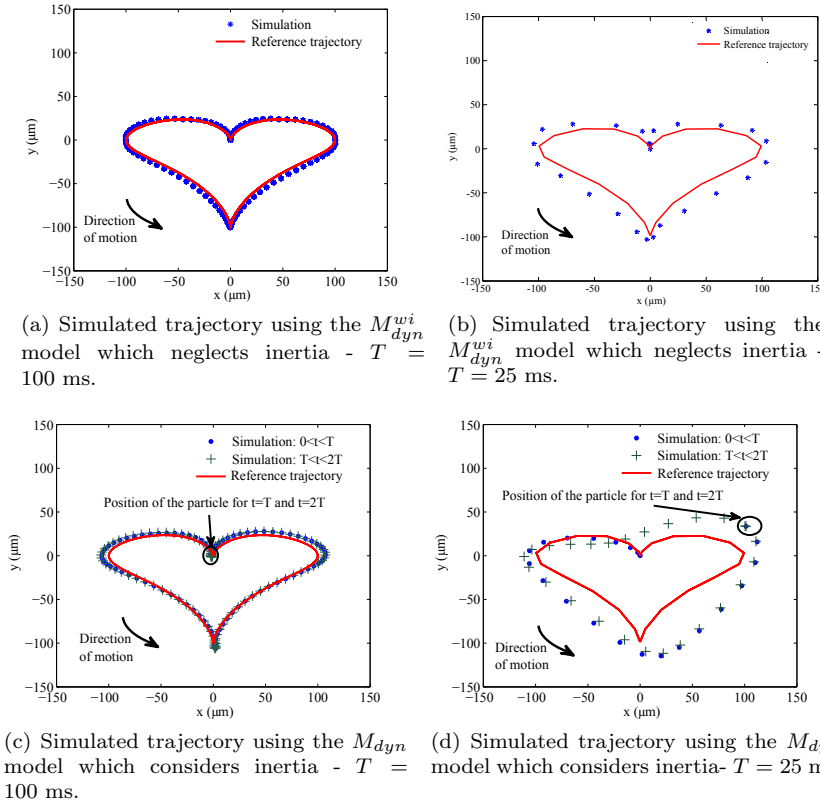 150
100
50
0
−50
−100
−150
−150 −100 −50 0 50 100 150
y (μm)
x (μm)
Simulation
Reference trajectory
Direction
of motion
(a) Simulated trajectory using the M_{dyn}^{wi}
model which neglects inertia - T =
100 ms.
150
100
50
0
-50
-100
-150
-150 -100 -50 0 50 100 150
y (μm)
x (μm)
Simulation
Reference trajectory
Direction
of motion
(b) Simulated trajectory using the
M_{dyn}^{wi} model which neglects inertia -
T = 25 ms.
150
100
50
0
−50
−100
−150
−150 −100 −50 0 50 100 150
y (μm)
x (μm)
Simulation: 0<t<T
Simulation: T<t<2T
Reference trajectory
Position of the particle for t=T and t=2T
Direction
of motion
(c) Simulated trajectory using the M_{dyn}
model which considers inertia - T =
100 ms.
150
100
50
0
−50
−100
−150
−150 −100 −50 0 50 100 150
y (μm)
x (μm)
Simulation: 0<t<T
Simulation: T<t<2T
Reference trajectory
Position of the particle for t=T and t=2T
Direction
of motion
(d) Simulated trajectory using the M_{dy
model which considers inertia- T = 25 m